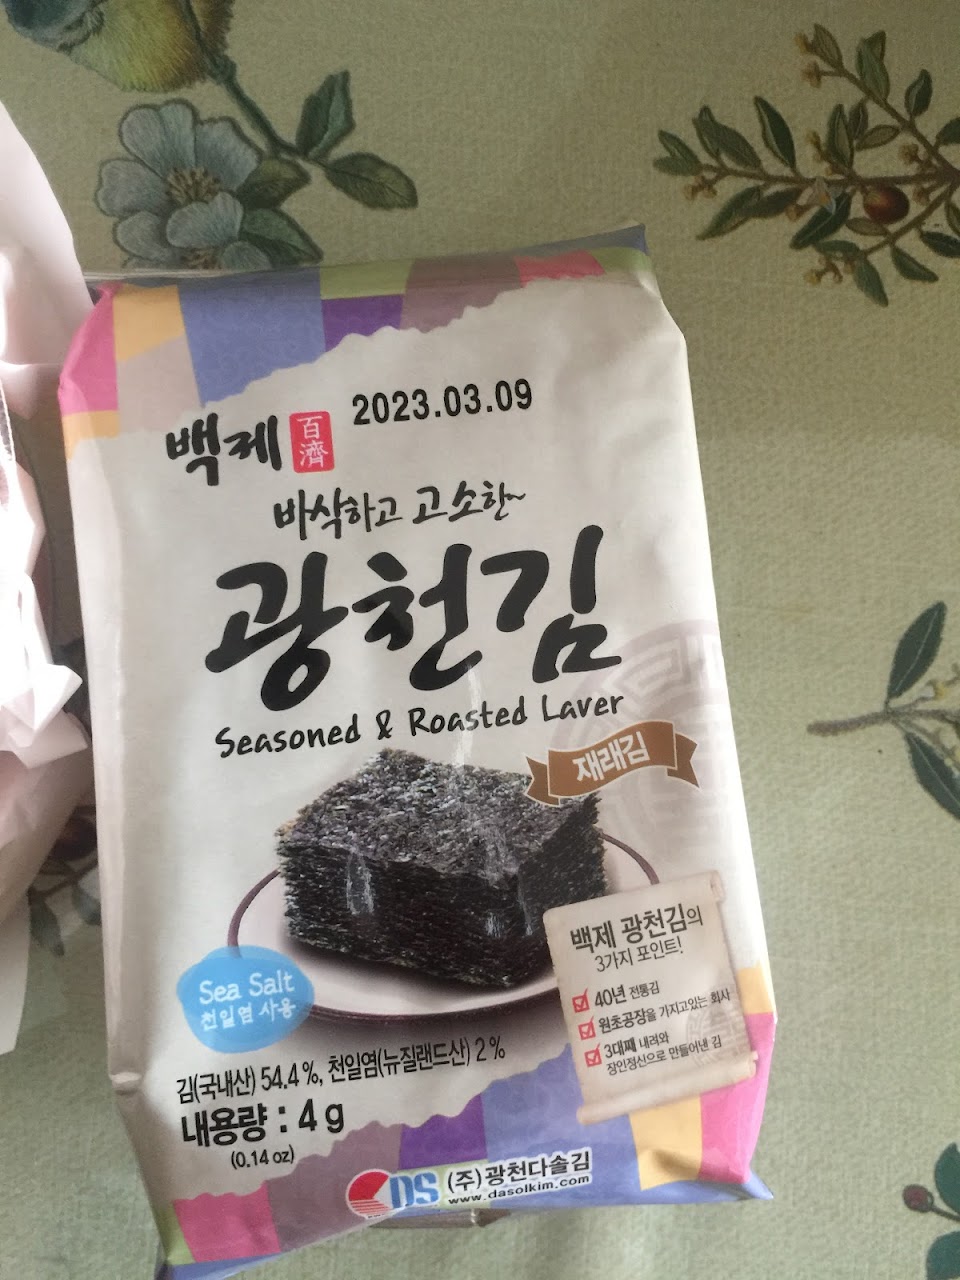 2023.03.09
백제 百濟
바삭하고 고소한~
광천김
Seasoned & Roasted Laver
재래김
백제 광천김의
3가지 포인트!
40년 전통김
원초공장을 가지고있는 회사
3대째 내려와
장인정신으로 만들어낸 김
Sea Salt
천일염 사용
김(국내산) 54.4%, 천일염(뉴질랜드산) 2%
내용량 : 4 g
(0.14 oz)
DS (주)광천다솔김
www.dasolkim.com